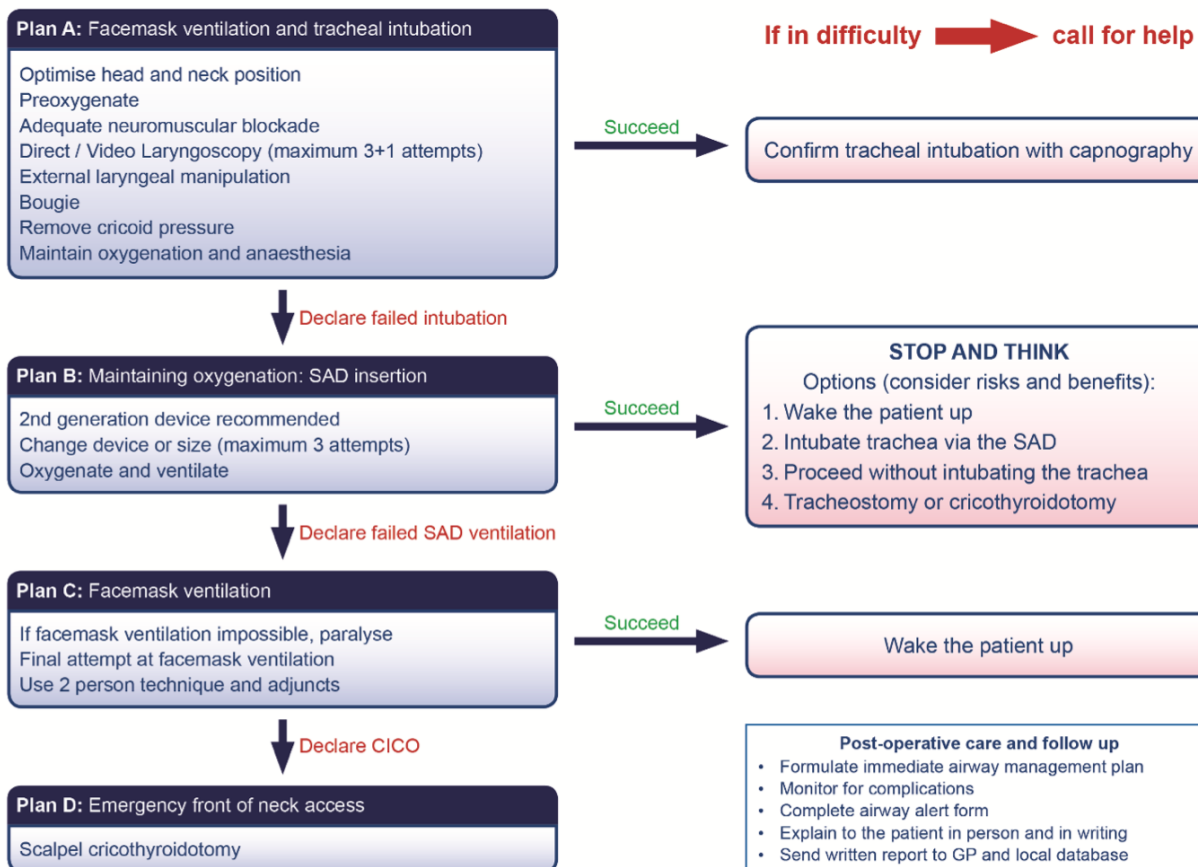 Plan A: Facemask ventilation and tracheal intubation
Optimise head and neck position
Preoxygenate
Adequate neuromuscular blockade
Direct / Video Laryngoscopy (maximum 3+1 attempts)
External laryngeal manipulation
Bougie
Remove cricoid pressure
Maintain oxygenation and anaesthesia
If in difficulty call for help
Succeed
Confirm tracheal intubation with capnography
Declare failed intubation
Plan B: Maintaining oxygenation: SAD insertion
2nd generation device recommended
Change device or size (maximum 3 attempts)
Oxygenate and ventilate
Succeed
STOP AND THINK
Options (consider risks and benefits):
1. Wake the patient up
2. Intubate trachea via the SAD
3. Proceed without intubating the trachea
4. Tracheostomy or cricothyroidotomy
Declare failed SAD ventilation
Plan C: Facemask ventilation
If facemask ventilation impossible, paralyse
Final attempt at facemask ventilation
Use 2 person technique and adjuncts
Succeed
Wake the patient up
Declare CICO
Plan D: Emergency front of neck access
Scalpel cricothyroidotomy
Post-operative care and follow up
• Formulate immediate airway management plan
• Monitor for complications
• Complete airway alert form
• Explain to the patient in person and in writing
• Send written report to GP and local database